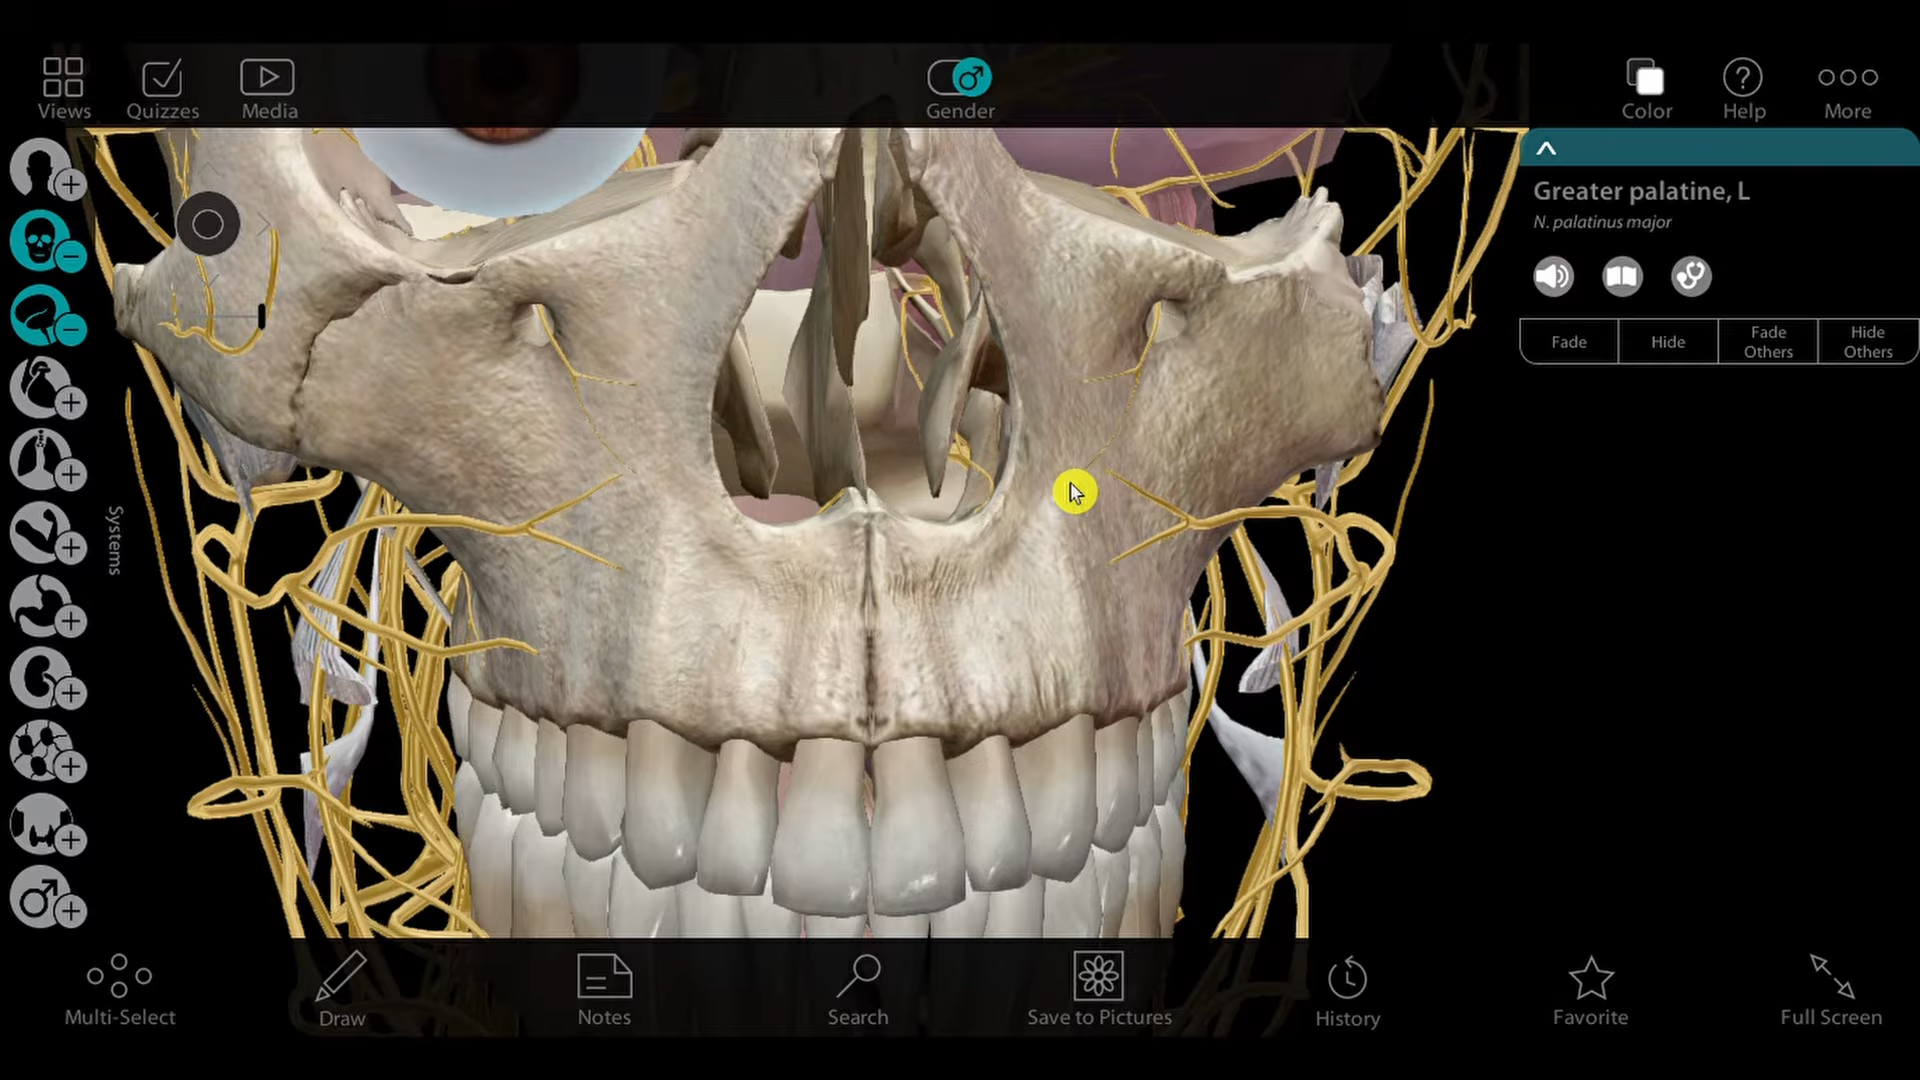 Views
Quizzes
Media
Gender
Color
Help
More
Greater palatine, L
N. palatinus major
Fade
Hide
Fade
Others
Hide
Others
Systems
Multi-Select
Draw
Notes
Search
Save to Pictures
History
Favorite
Full Screen